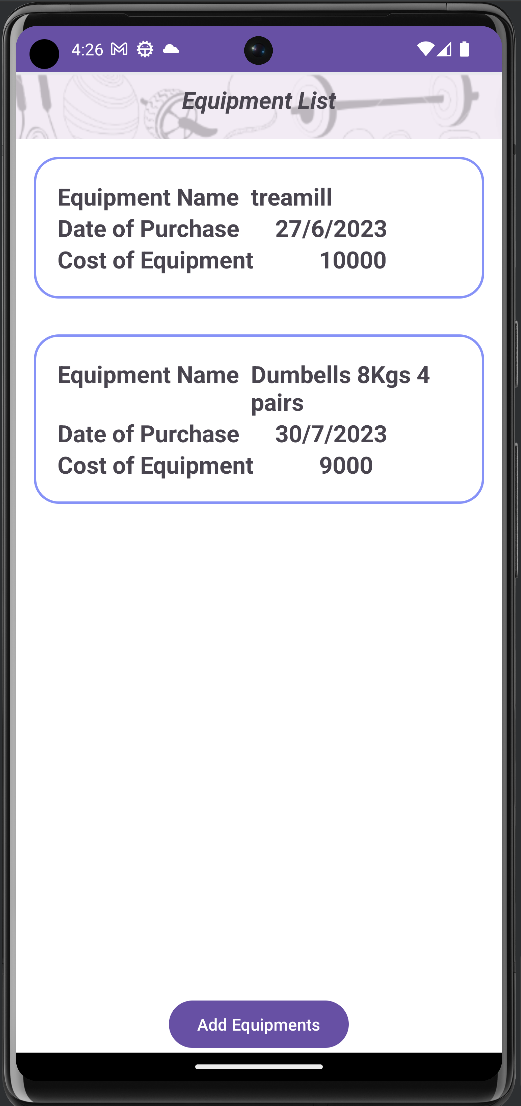 4:26
Equipment List
Equipment Name treamill
Date of Purchase 27/6/2023
Cost of Equipment 10000
Equipment Name Dumbells 8Kgs 4
pairs
Date of Purchase 30/7/2023
Cost of Equipment 9000
Add Equipments